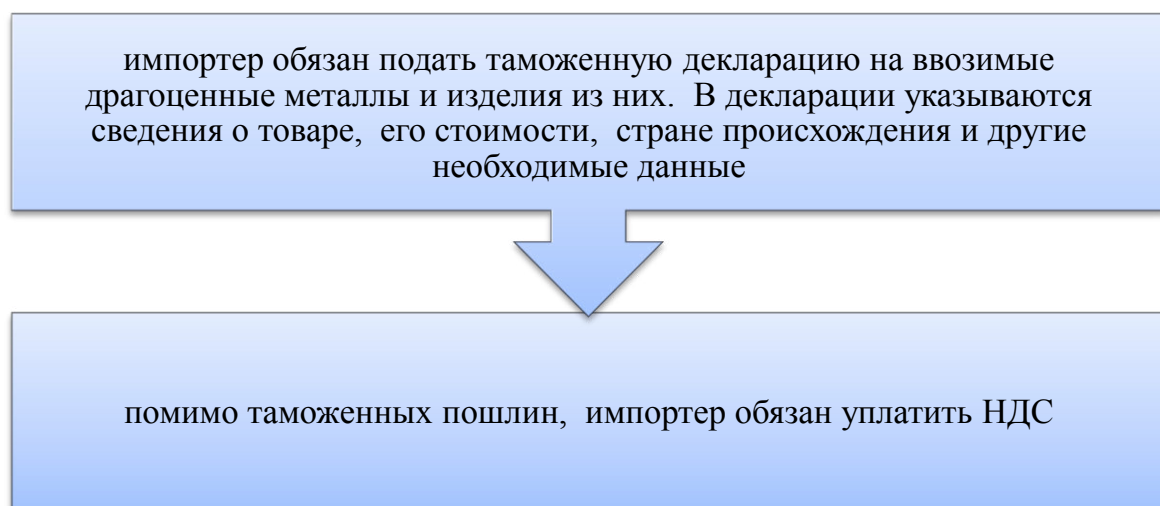 импортер обязан подать таможенную декларацию на ввозимые
драгоценные металлы и изделия из них. В декларации указываются
сведения о товаре, его стоимости, стране происхождения и другие
необходимые данные
помимо таможенных пошлин, импортер обязан уплатить НДС